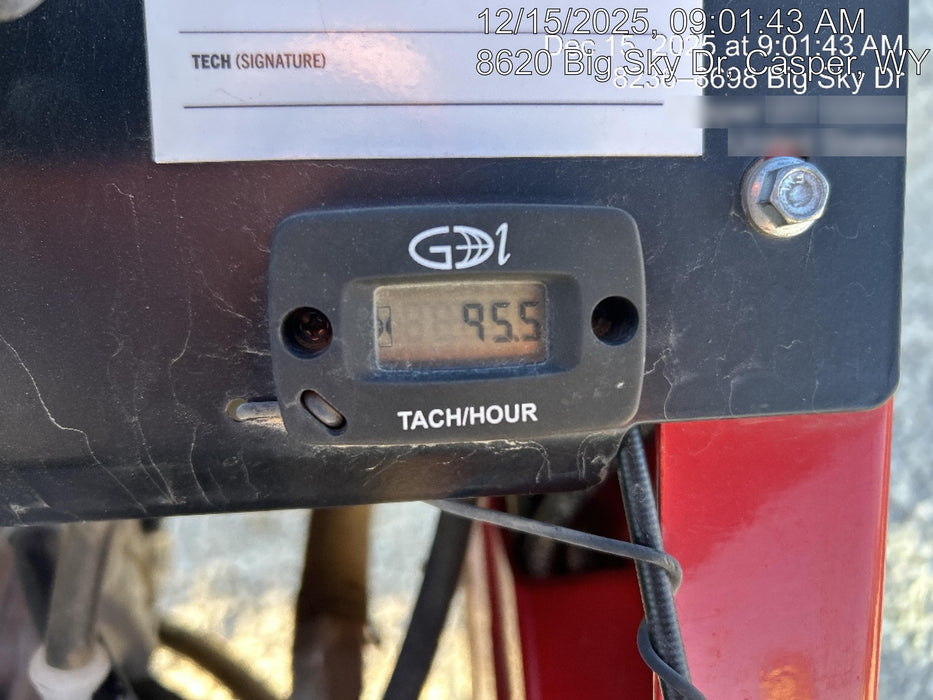 12/15/2025, 09:01:43 AM
Dec 15, 2025 at 9:01:43 AM
8620 Big Sky Dr, Casper, WY
8698 Big Sky Dr
TECH (SIGNATURE)
GDI
95.5
TACH/HOUR